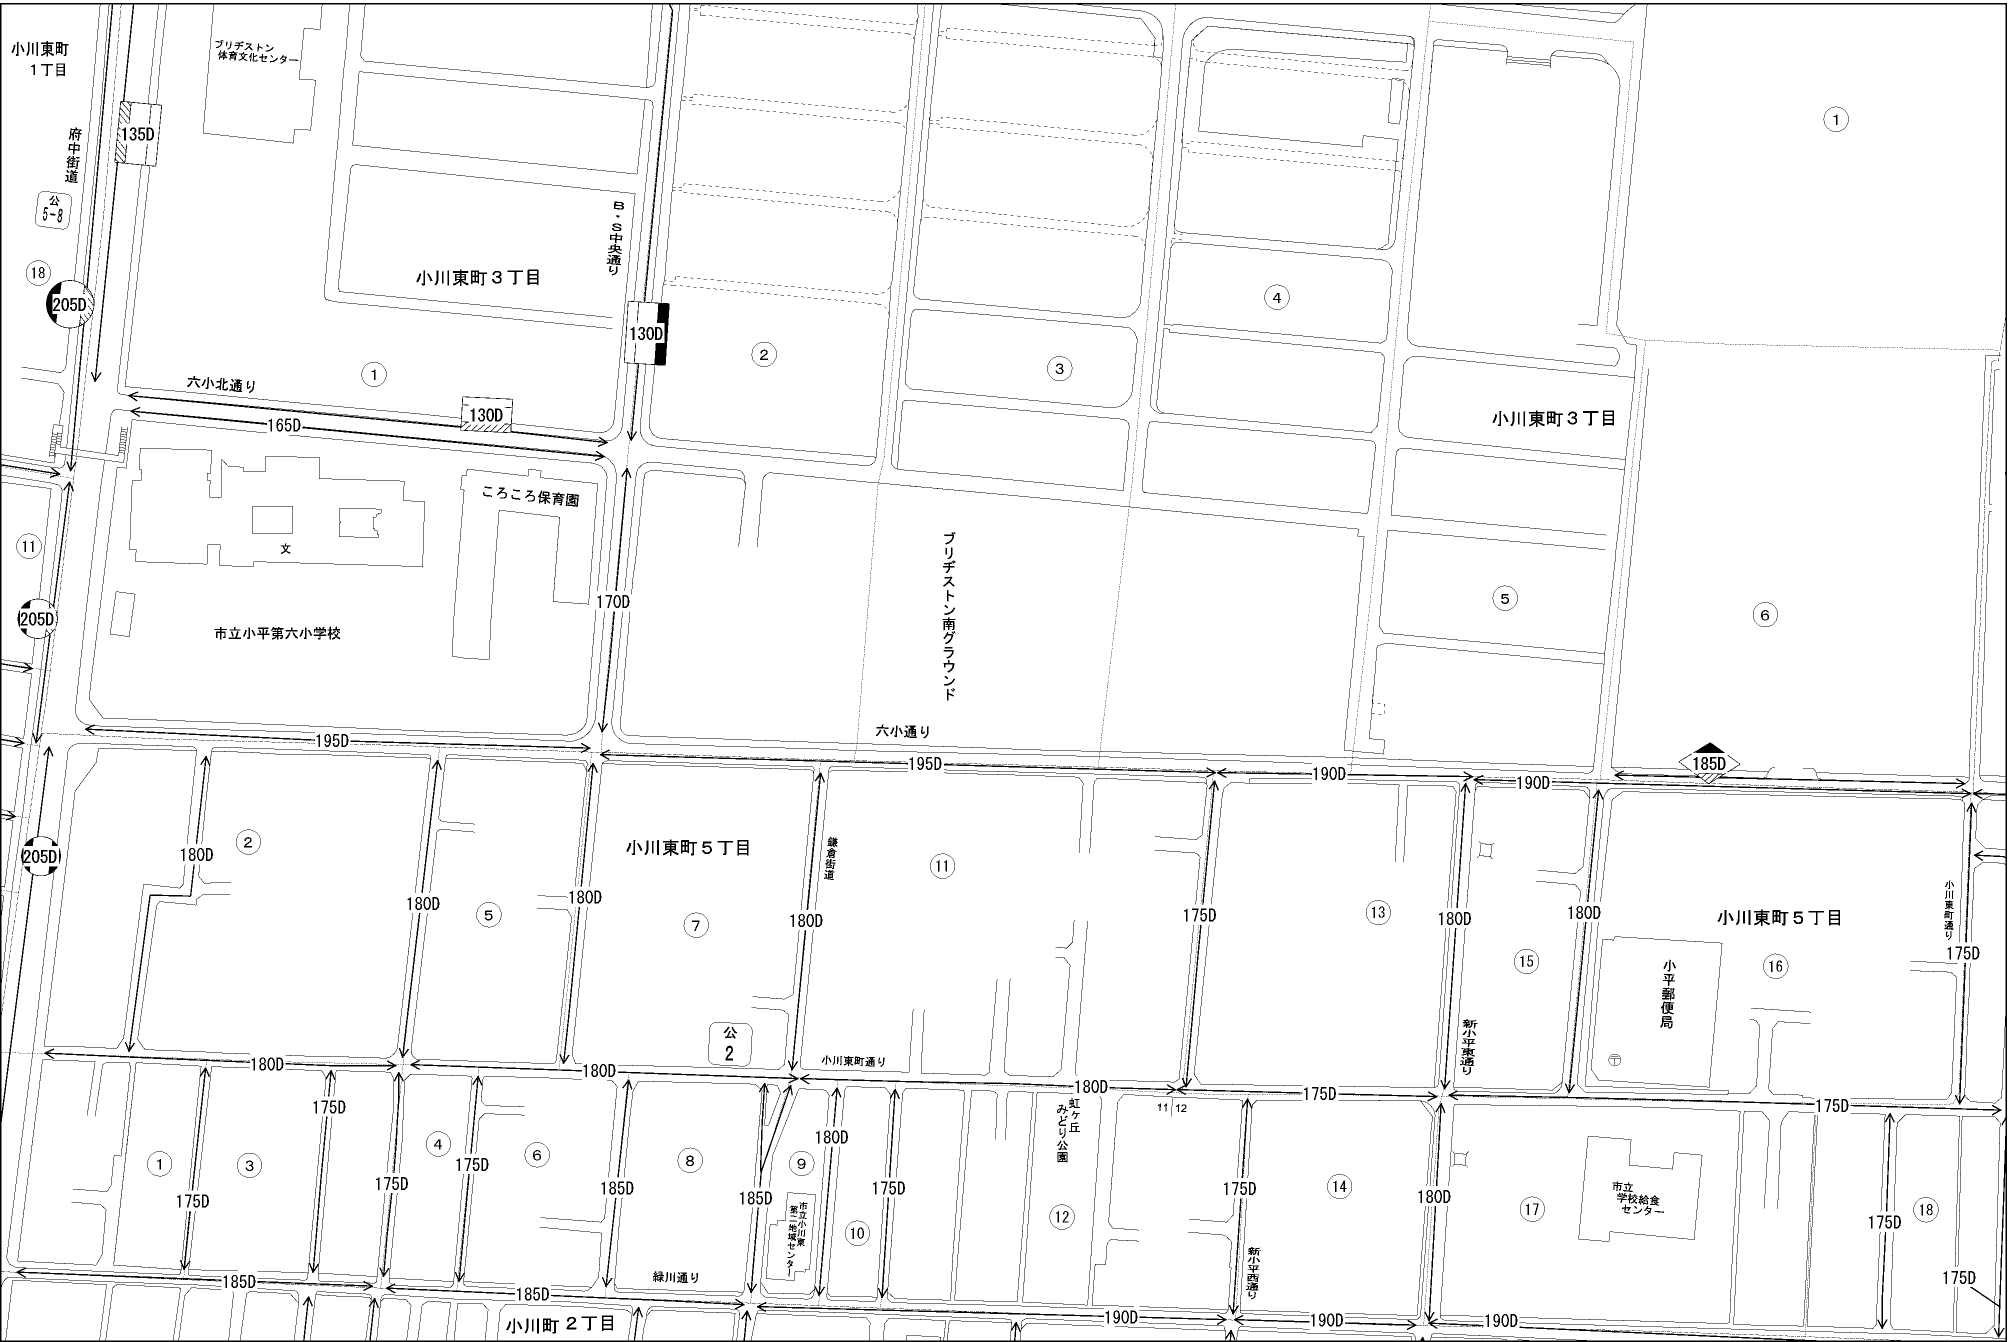 小川東町
1丁目
ブリヂストン
体育文化センター
135D
府中街道
公
5-8
18
205D
小川東町3丁目
B・S中央通り
130D
1
六小北通り
130D
165D
2
3
4
1
小川東町3丁目
ころころ保育園
文
11
205D
市立小平第六小学校
170D
ブリヂストン南グラウンド
5
6
六小通り
195D
195D
190D
190D
185D
205D
2
180D
180D
5
180D
小川東町5丁目
7
鎌倉街道
180D
11
175D
13
180D
15
180D
小川東町5丁目
16
小平郵便局
小川東町通り
175D
新小平東通り
公
2
小川東町通り
180D
180D
180D
175D
175D
11
12
虹ヶ丘
みどり公園
1
175D
3
175D
175D
4
175D
6
185D
8
185D
9
市立小川東
第二地域センター
180D
10
175D
12
175D
14
180D
17
市立
学校給食
センター
175D
18
175D
新小平西通り
緑川通り
185D
185D
190D
190D
190D
小川町2丁目